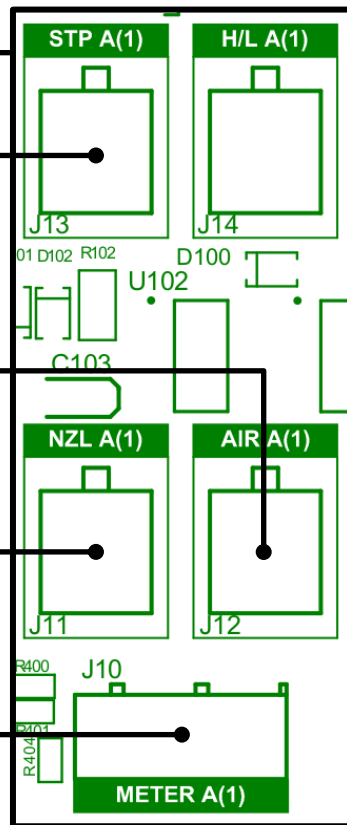 STP A(1)
H/L A(1)
J13
J14
01 D102 R102
D100
U102
C103
NZL A(1)
AIR A(1)
J11
J12
R400
J10
R401
R404
METER A(1)